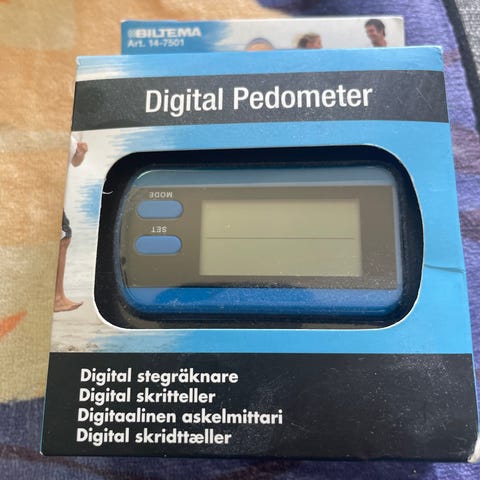 BILTEMA
Art. 14-7501
Digital Pedometer
MODE
SET
Digital stegräknare
Digital skritteller
Digitaalinen askelmittari
Digital skridttæller